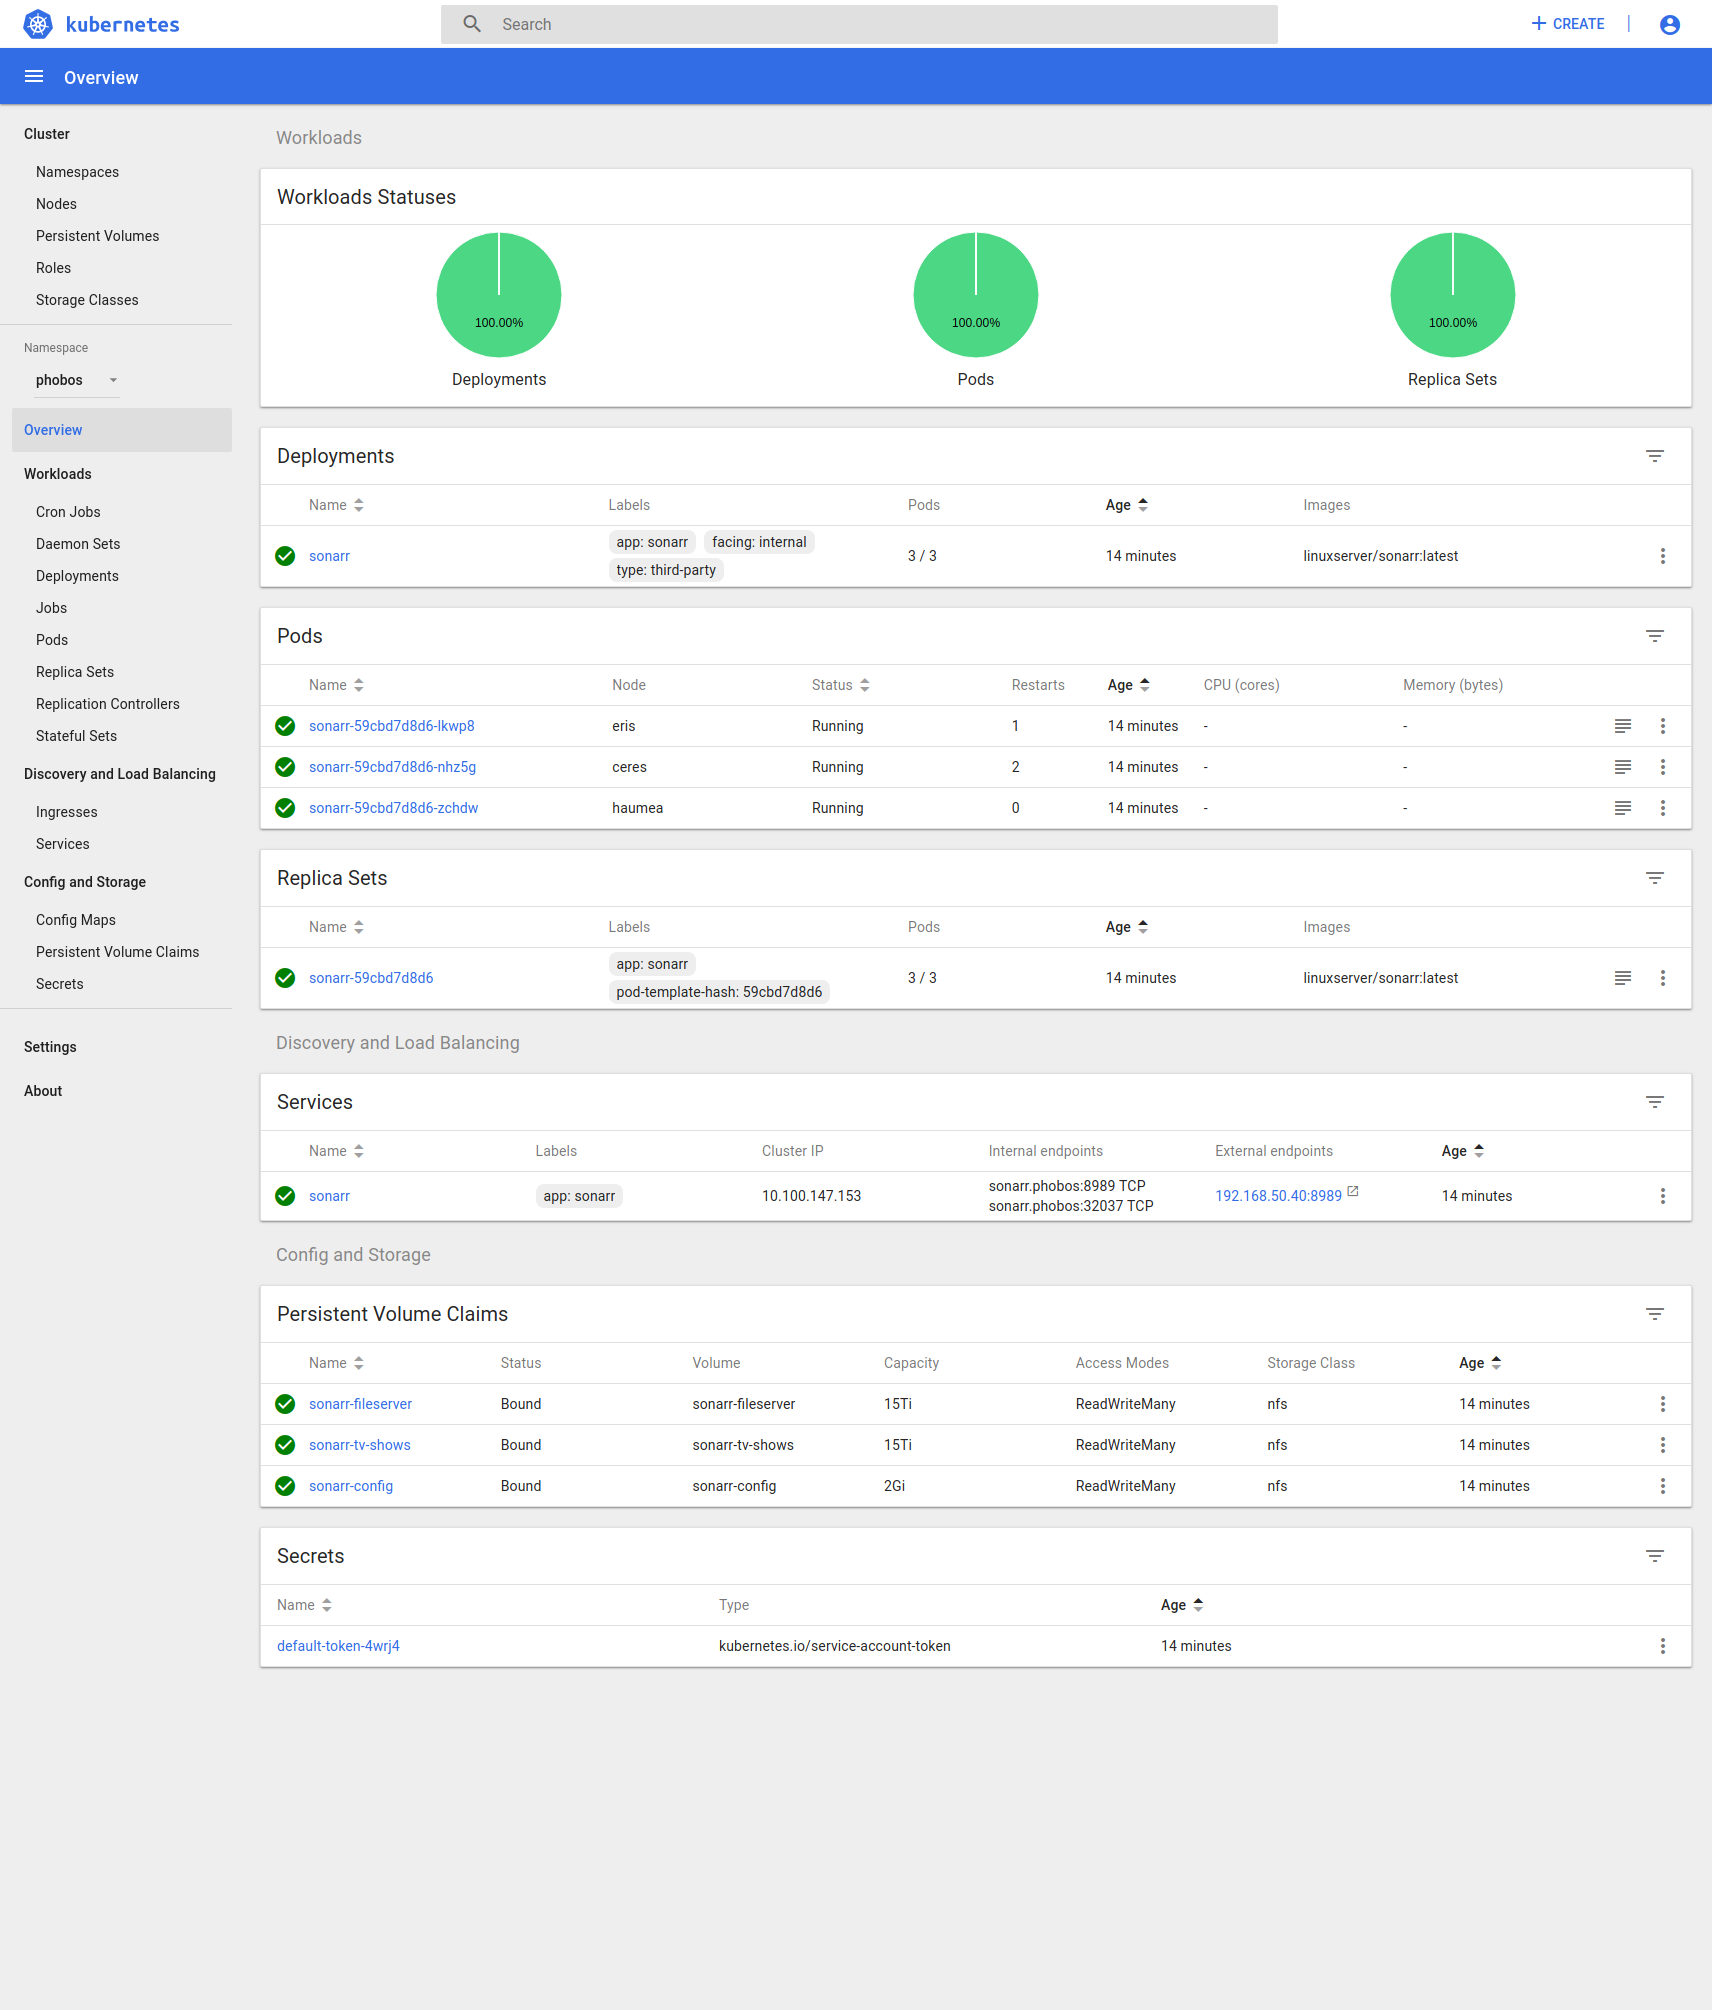 kubernetes
Search
CREATE
Overview
Cluster
Namespaces
Nodes
Persistent Volumes
Roles
Storage Classes
Namespace
phobos
Overview
Workloads
Cron Jobs
Daemon Sets
Deployments
Jobs
Pods
Replica Sets
Replication Controllers
Stateful Sets
Discovery and Load Balancing
Ingresses
Services
Config and Storage
Config Maps
Persistent Volume Claims
Secrets
Settings
About
Workloads
Workloads Statuses
100.00% 100.00% 100.00%
Deployments Pods Replica Sets
Deployments
Name Labels Pods Age Images
sonarr app: sonarr facing: internal 3 / 3 14 minutes linuxserver/sonarr:latest
type: third-party
Pods
Name Node Status Restarts Age CPU (cores) Memory (bytes)
sonarr-59cbd7d8d6-lkwp8 eris Running 1 14 minutes - -
sonarr-59cbd7d8d6-nhz5g ceres Running 2 14 minutes - -
sonarr-59cbd7d8d6-zchdw haumea Running 0 14 minutes - -
Replica Sets
Name Labels Pods Age Images
sonarr-59cbd7d8d6 app: sonarr 3 / 3 14 minutes linuxserver/sonarr:latest
pod-template-hash: 59cbd7d8d6
Discovery and Load Balancing
Services
Name Labels Cluster IP Internal endpoints External endpoints Age
sonarr app: sonarr 10.100.147.153 sonarr.phobos:8989 TCP 192.168.50.40:8989 14 minutes
sonarr.phobos:32037 TCP
Config and Storage
Persistent Volume Claims
Name Status Volume Capacity Access Modes Storage Class Age
sonarr-fileserver Bound sonarr-fileserver 15Ti ReadWriteMany nfs 14 minutes
sonarr-tv-shows Bound sonarr-tv-shows 15Ti ReadWriteMany nfs 14 minutes
sonarr-config Bound sonarr-config 2Gi ReadWriteMany nfs 14 minutes
Secrets
Name Type Age
default-token-4wrj4 kubernetes.io/service-account-token 14 minutes